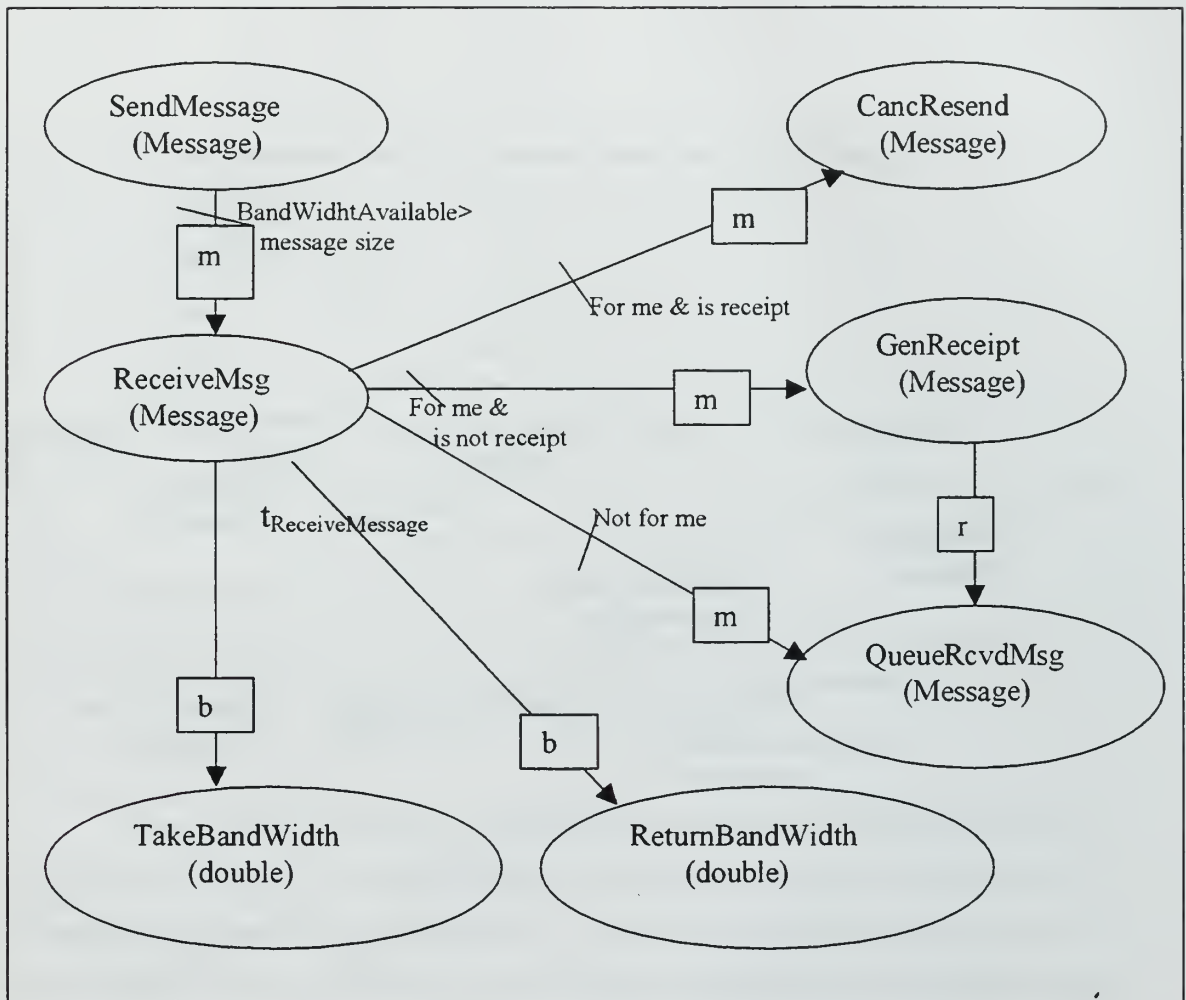 SendMessage
(Message)
CancResend
(Message)
BandWidhtAvailable>
message size
m
m
For me & is receipt
GenReceipt
(Message)
ReceiveMsg
(Message)
m
For me &
is not receipt
tReceiveMessage
Not for me
r
m
QueueRcvdMsg
(Message)
b
b
TakeBandWidth
(double)
ReturnBandWidth
(double)